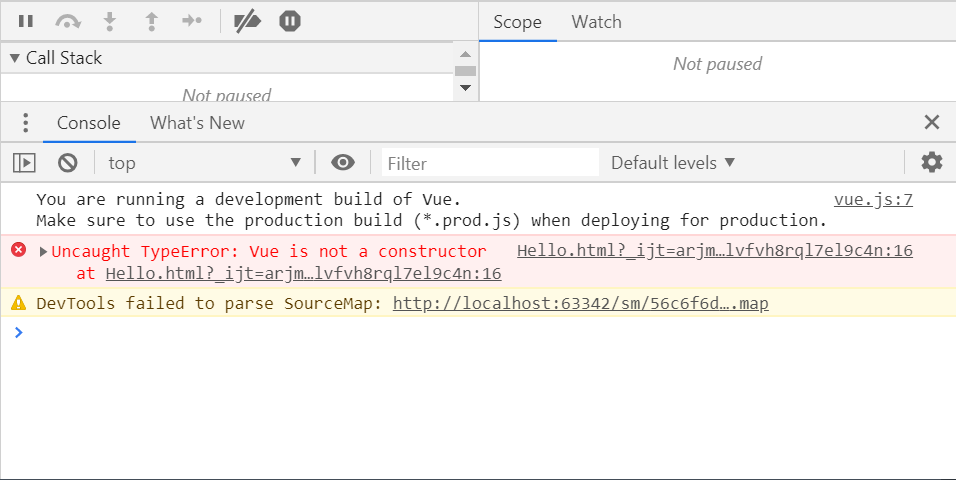 Scope Watch
Call Stack
Not paused
Not paused
Console What's New
top Filter Default levels
You are running a development build of Vue. vue.js:7
Make sure to use the production build (*.prod.js) when deploying for production.
Uncaught TypeError: Vue is not a constructor Hello.html?_ijt=arjm…lvfvh8rql7el9c4n:16
at Hello.html?_ijt=arjm…lvfvh8rql7el9c4n:16
DevTools failed to parse SourceMap: http://localhost:63342/sm/56c6f6d….map